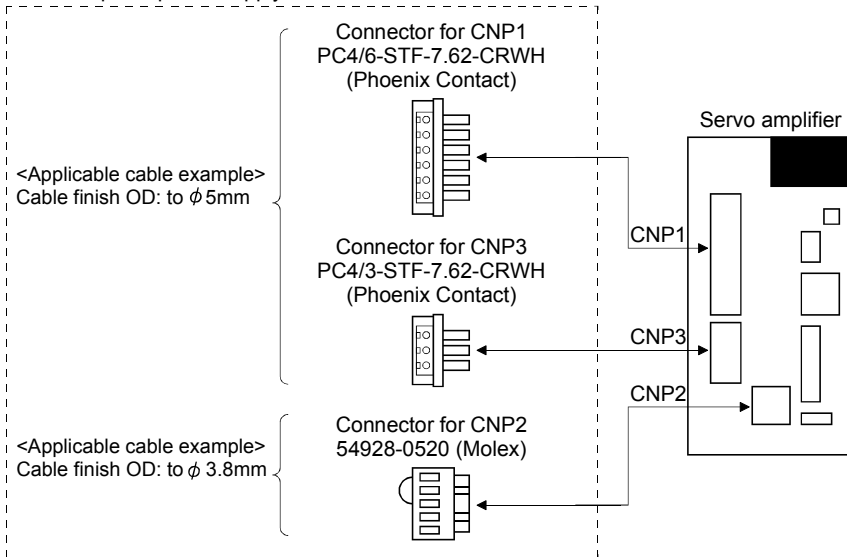 Connector for CNP1
PC4/6-STF-7.62-CRWH
(Phoenix Contact)
Servo amplifier
<Applicable cable example>
Cable finish OD: to φ5mm
CNP1
Connector for CNP3
PC4/3-STF-7.62-CRWH
(Phoenix Contact)
CNP3
CNP2
<Applicable cable example>
Cable finish OD: to φ 3.8mm
Connector for CNP2
54928-0520 (Molex)